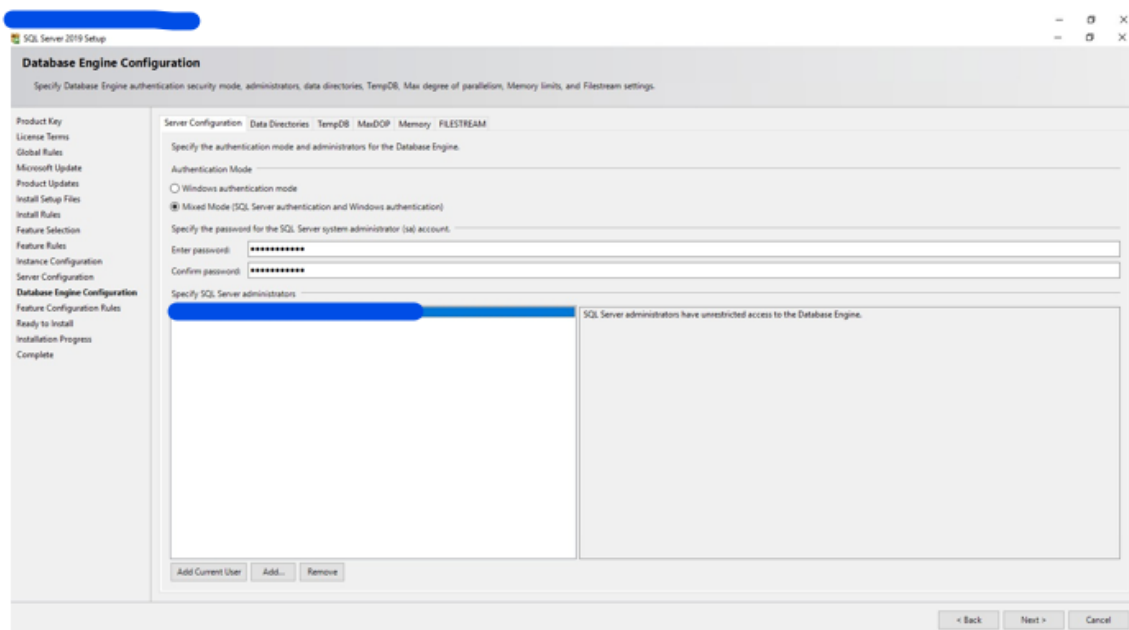 SQL Server 2019 Setup
Database Engine Configuration
Specify Database Engine authentication security mode, administrators, data directories, TempDB, Max degree of parallelism, Memory limits, and Filestream settings.
Product Key
License Terms
Global Rules
Microsoft Update
Product Updates
Install Setup Files
Install Rules
Feature Selection
Feature Rules
Instance Configuration
Server Configuration
Database Engine Configuration
Feature Configuration Rules
Ready to Install
Installation Progress
Complete
Server Configuration Data Directories TempDB MaxDOP Memory FILESTREAM
Specify the authentication mode and administrators for the Database Engine.
Authentication Mode
Windows authentication mode
Mixed Mode (SQL Server authentication and Windows authentication)
Specify the password for the SQL Server system administrator (sa) account.
Enter password: •••••••••••
Confirm password: •••••••••••
Specify SQL Server administrators
SQL Server administrators have unrestricted access to the Database Engine.
Add Current User Add... Remove
< Back Next > Cancel